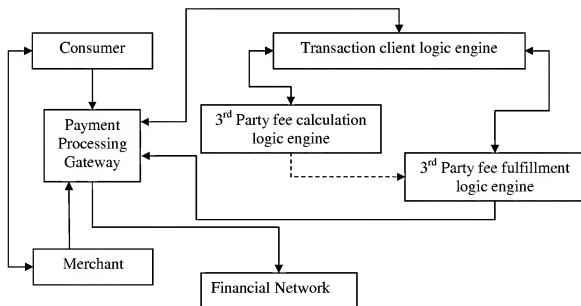 Consumer
Transaction client logic engine
Payment
Processing
Gateway
3rd Party fee calculation
logic engine
3rd Party fee fulfillment
logic engine
Merchant
Financial Network